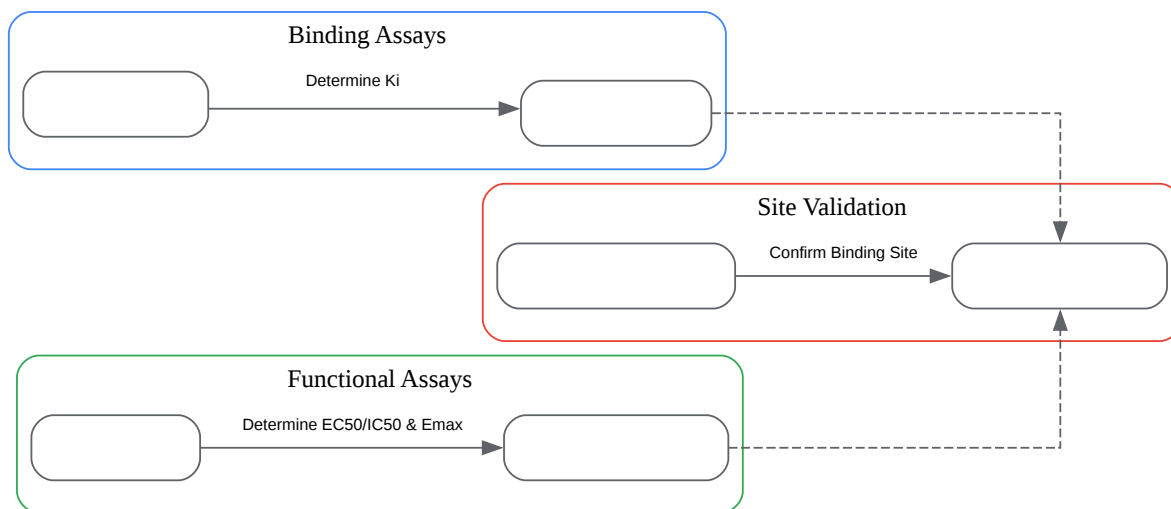 Binding Assays
Determine Ki
Site Validation
Confirm Binding Site
Functional Assays
Determine EC50/IC50 & Emax